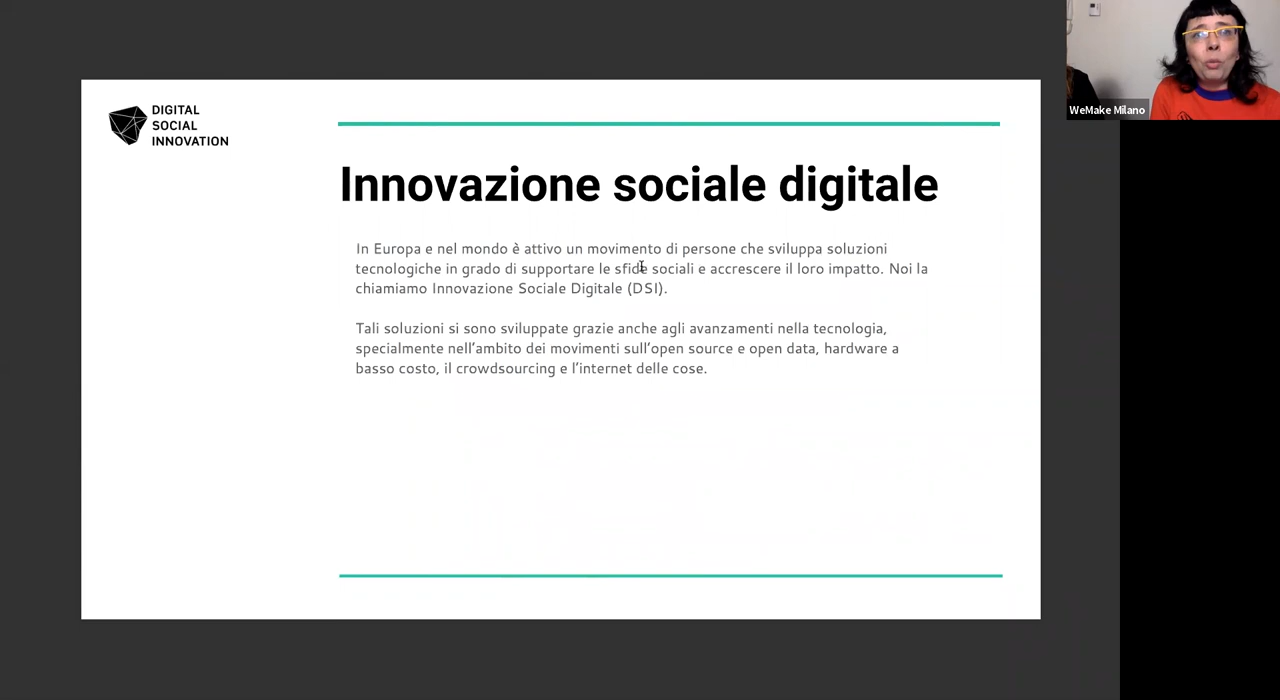 DIGITAL
SOCIAL
INNOVATION
WeMake Milano
Innovazione sociale digitale
In Europa e nel mondo è attivo un movimento di persone che sviluppa soluzioni
tecnologiche in grado di supportare le sfide sociali e accrescere il loro impatto. Noi la
chiamiamo Innovazione Sociale Digitale (DSI).
Tali soluzioni si sono sviluppate grazie anche agli avanzamenti nella tecnologia,
specialmente nell’ambito dei movimenti sull’open source e open data, hardware a
basso costo, il crowdsourcing e l’internet delle cose.